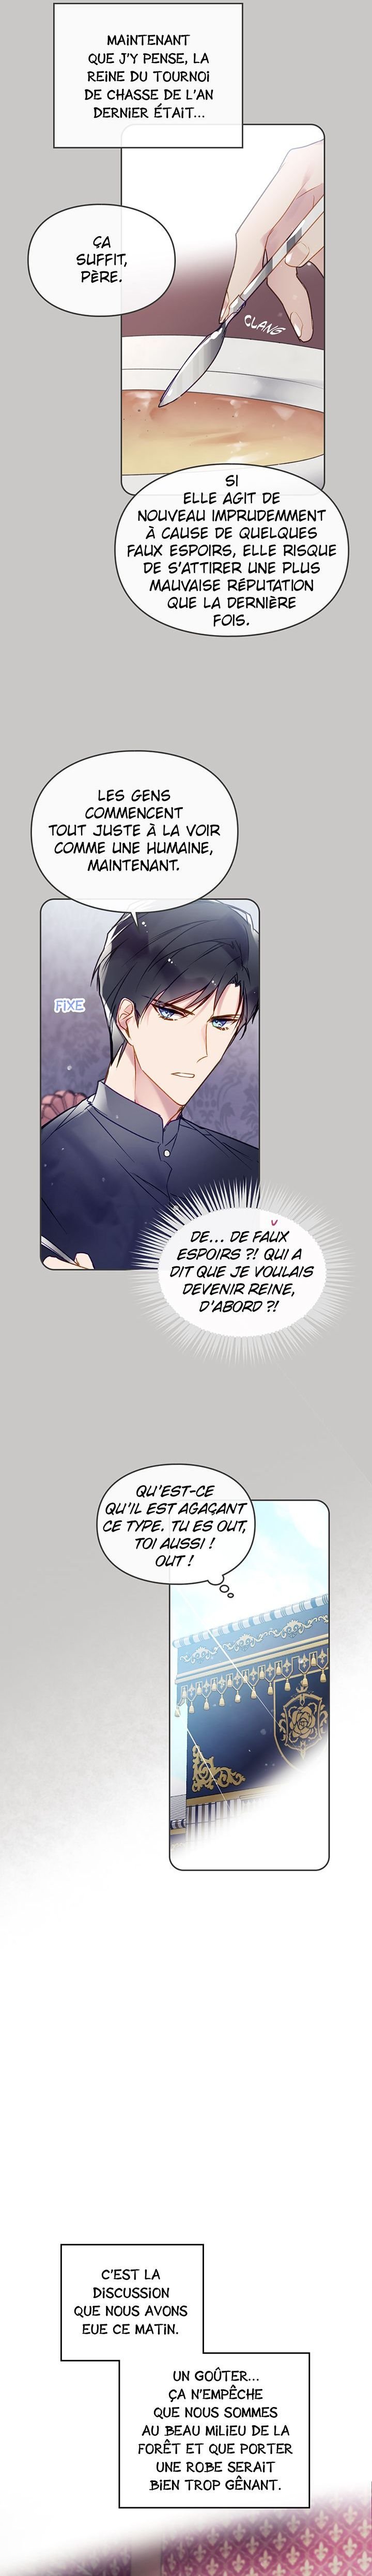 MAINTENANT
QUE J'Y PENSE, LA
REINE DU TOURNOI
DE CHASSE DE L'AN
DERNIER ÉTAIT...
ÇA
SUFFIT,
PÈRE.
CLANG
SI
ELLE AGIT DE
NOUVEAU IMPRUDEMMENT
À CAUSE DE QUELQUES
FAUX ESPOIRS, ELLE RISQUE
DE S'ATTIRER UNE PLUS
MAUVAISE RÉPUTATION
QUE LA DERNIÈRE
FOIS.
LES GENS
COMMENCENT
TOUT JUSTE À LA VOIR
COMME UNE HUMAINE,
MAINTENANT.
FIXE
DE... DE FAUX
ESPOIRS ?! QUI A
DIT QUE JE VOULAIS
DEVENIR REINE,
D'ABORD ?!
QU'EST-CE
QU'IL EST AGAÇANT
CE TYPE. TU ES OUT,
TOI AUSSI !
OUT !
C'EST LA
DISCUSSION
QUE NOUS AVONS
EUE CE MATIN.
UN GOÛTER...
ÇA N'EMPÊCHE
QUE NOUS SOMMES
AU BEAU MILIEU DE LA
FORÊT ET QUE PORTER
UNE ROBE SERAIT
BIEN TROP GÊNANT.